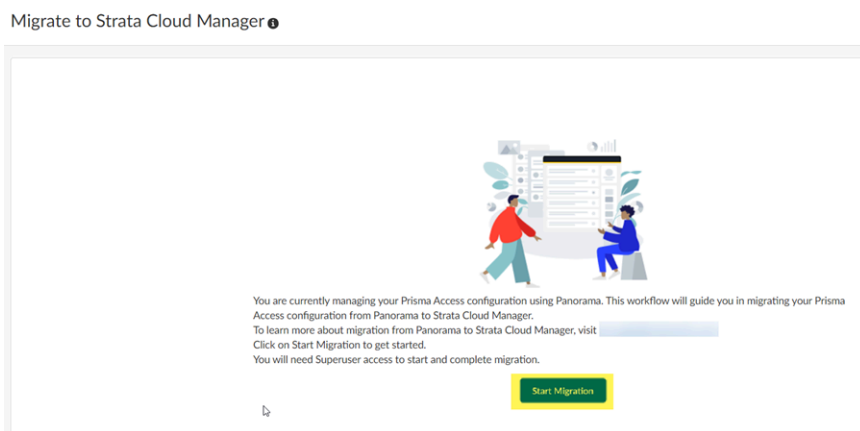 Migrate to Strata Cloud Manager
You are currently managing your Prisma Access configuration using Panorama. This workflow will guide you in migrating your Prisma
Access configuration from Panorama to Strata Cloud Manager.
To learn more about migration from Panorama to Strata Cloud Manager, visit
Click on Start Migration to get started.
You will need Superuser access to start and complete migration.
Start Migration